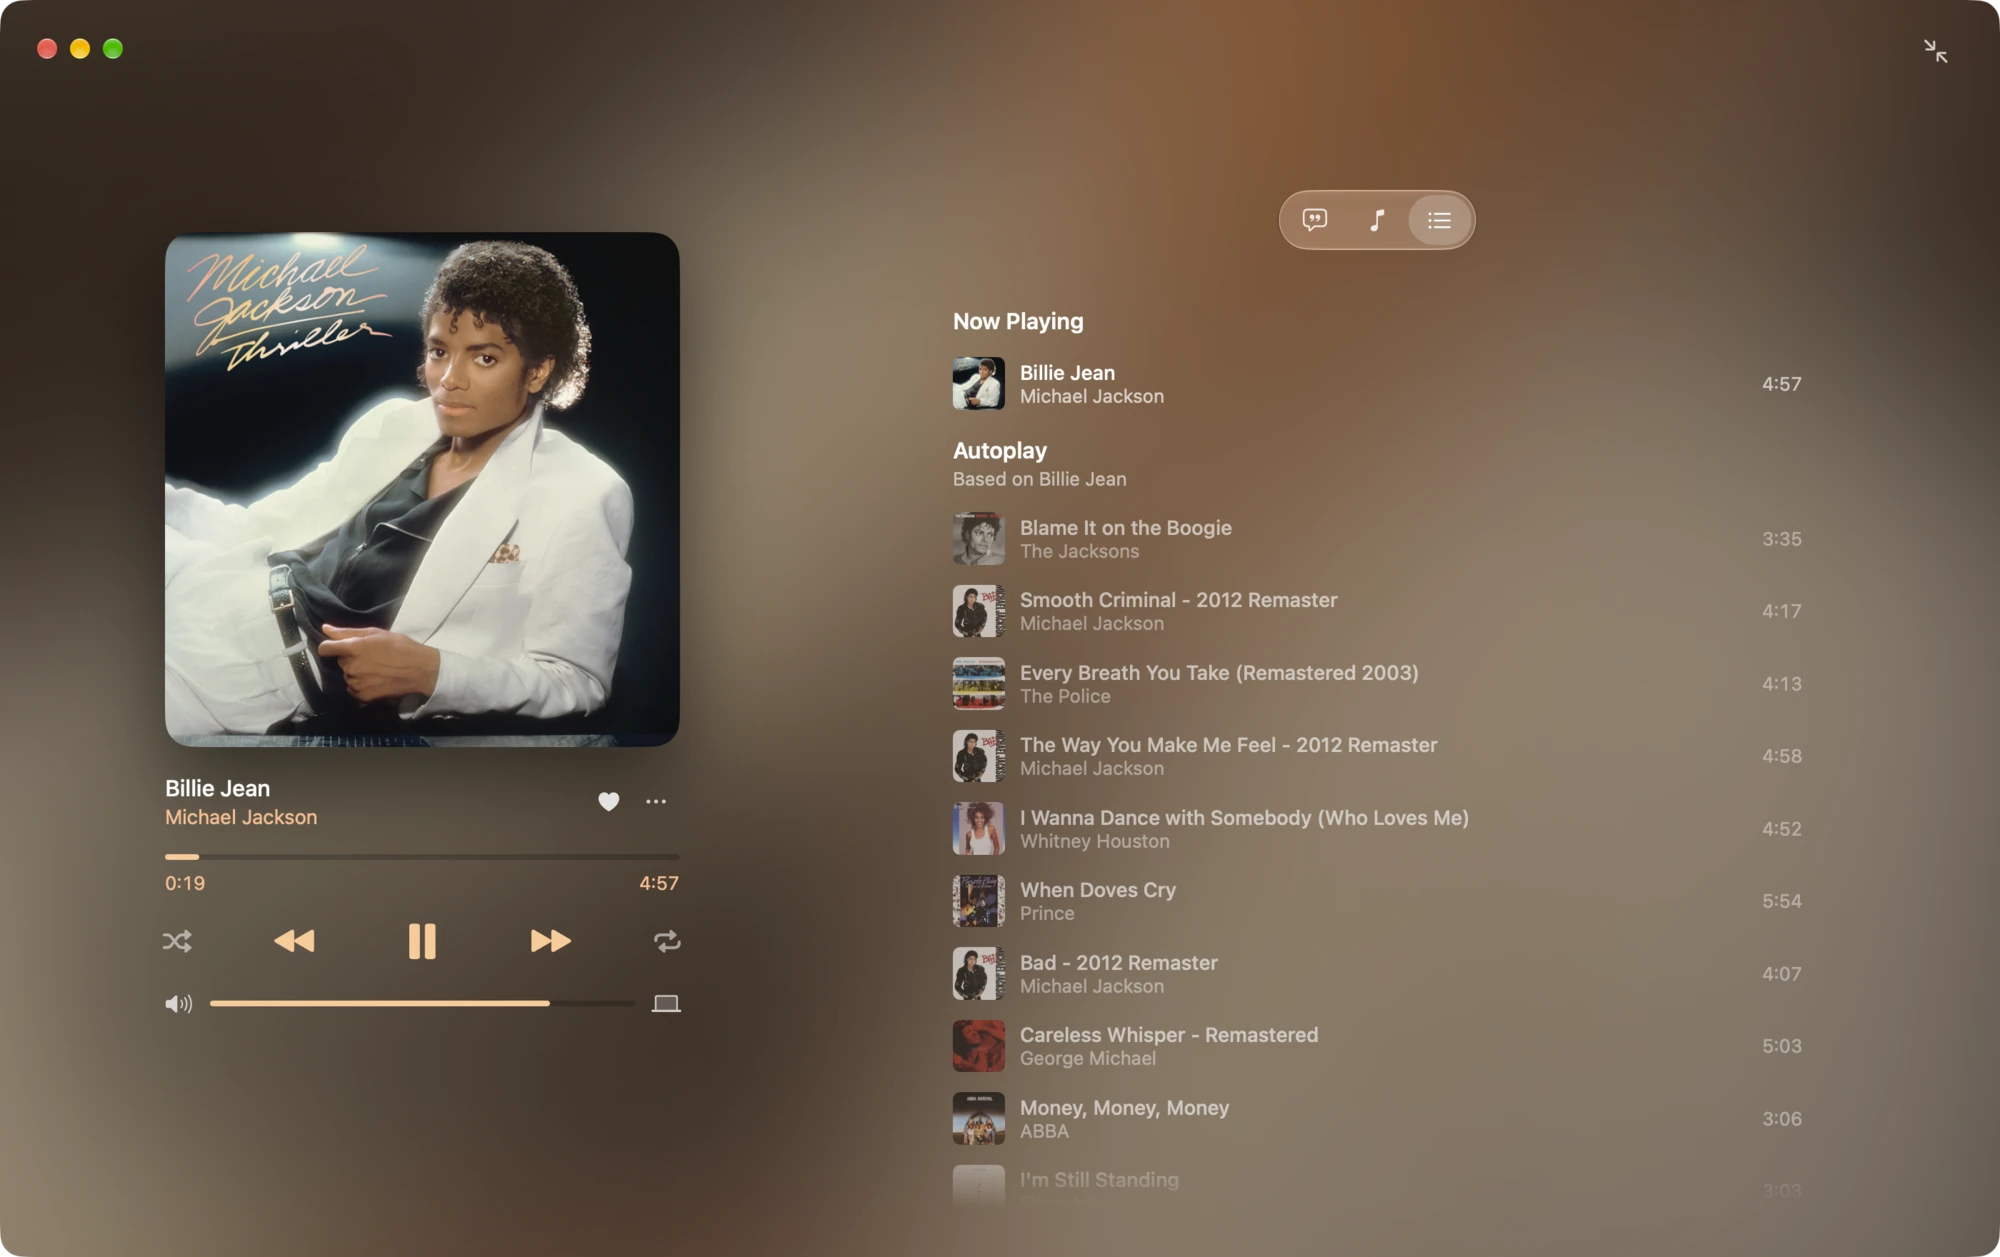 Michael
Jackson
Thriller
Billie Jean
Michael Jackson
0:19
4:57
Now Playing
Billie Jean
Michael Jackson
4:57
Autoplay
Based on Billie Jean
Blame It on the Boogie
The Jacksons
3:35
Smooth Criminal - 2012 Remaster
Michael Jackson
4:17
Every Breath You Take (Remastered 2003)
The Police
4:13
The Way You Make Me Feel - 2012 Remaster
Michael Jackson
4:58
I Wanna Dance with Somebody (Who Loves Me)
Whitney Houston
4:52
When Doves Cry
Prince
5:54
Bad - 2012 Remaster
Michael Jackson
4:07
Careless Whisper - Remastered
George Michael
5:03
Money, Money, Money
ABBA
3:06
I'm Still Standing
3:03